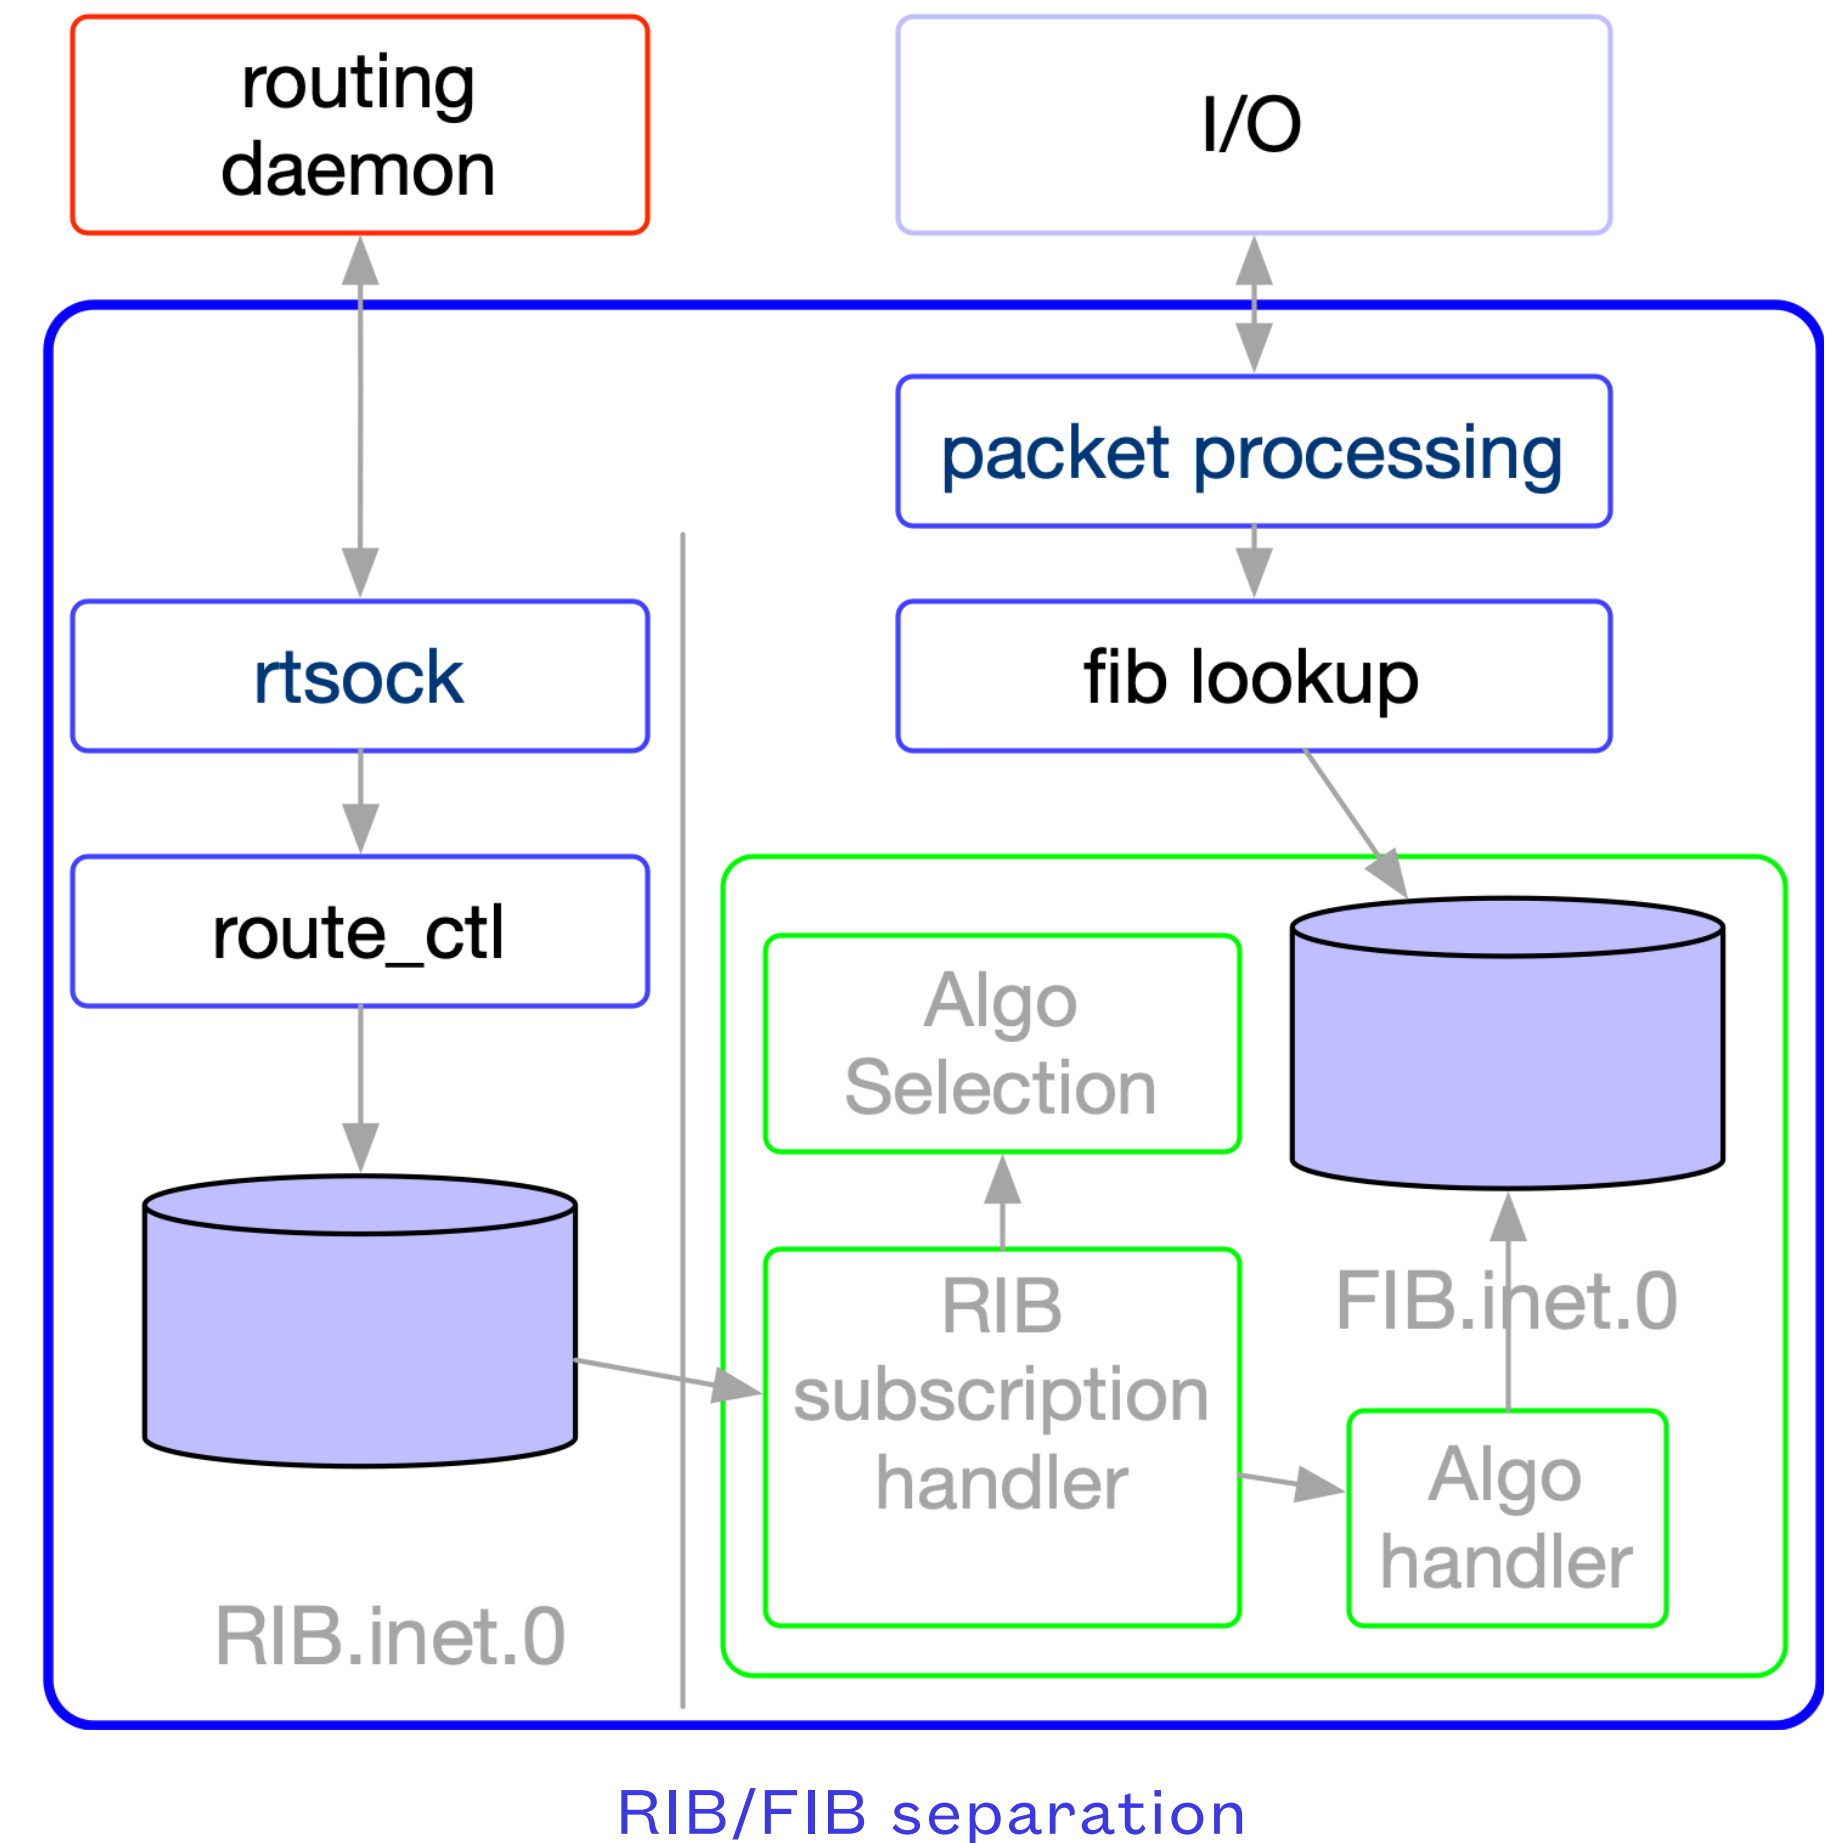 routing
daemon
I/O
packet processing
rtsock
fib lookup
route_ctl
Algo
Selection
RIB
subscription
handler
FIB.inet.0
Algo
handler
RIB.inet.0
RIB/FIB separation